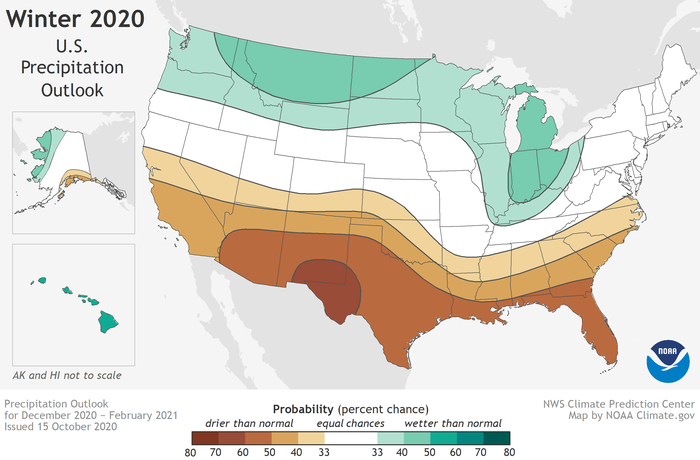 Winter 2020
U.S.
Precipitation
Outlook
AK and HI not to scale
NOAA
Precipitation Outlook
for December 2020 – February 2021
Issued 15 October 2020
NWS Climate Prediction Center
Map by NOAA Climate.gov
Probability (percent chance)
drier than normal equal chances wetter than normal
80 70 60 50 40 33 33 40 50 60 70 80